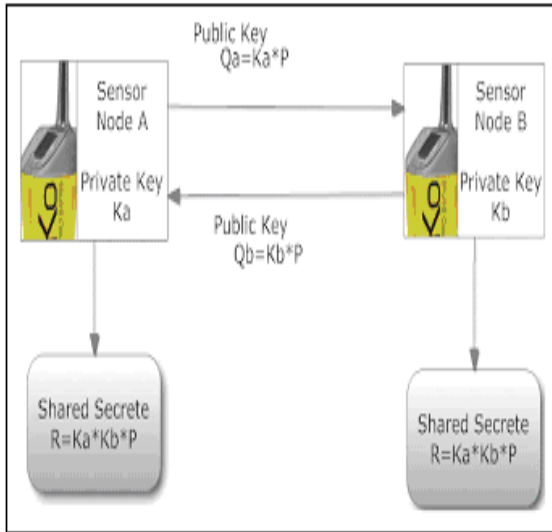 Public Key
Qa=Ka*P
Sensor
Node A
Private Key
Ka
Sensor
Node B
Private Key
Kb
Public Key
Qb=Kb*P
Shared Secrete
R=Ka*Kb*P
Shared Secrete
R=Ka*Kb*P